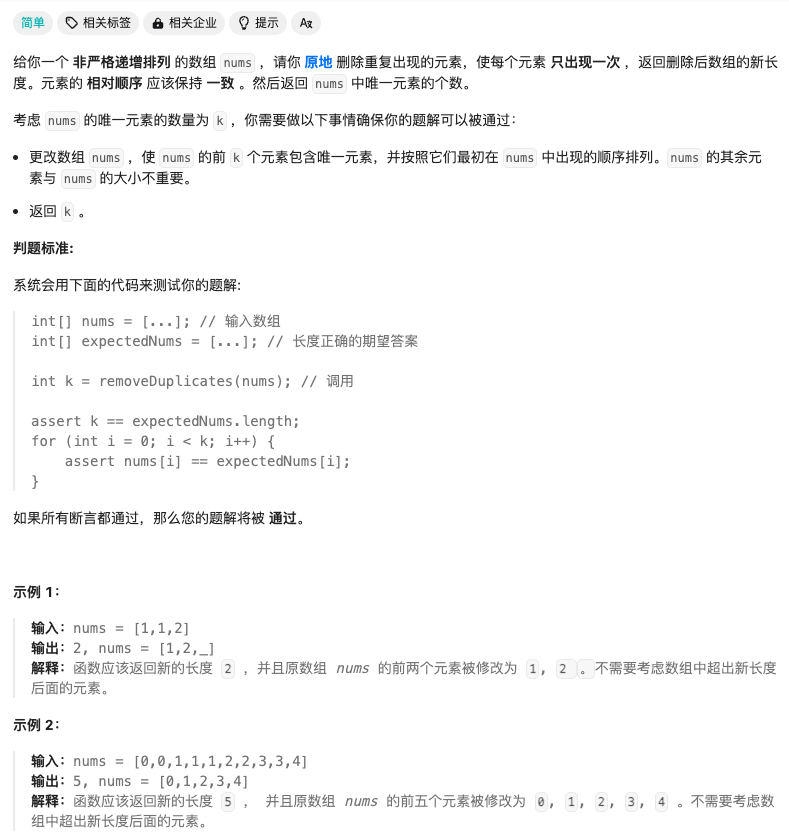 简单 相关标签 相关企业 提示 Aあ
给你一个 非严格递增排列 的数组 nums ，请你 原地 删除重复出现的元素，使每个元素 只出现一次 ，返回删除后数组的新长
度。元素的 相对顺序 应该保持 一致 。然后返回 nums 中唯一元素的个数。
考虑 nums 的唯一元素的数量为 k ，你需要做以下事情确保你的题解可以被通过：
• 更改数组 nums ，使 nums 的前 k 个元素包含唯一元素，并按照它们最初在 nums 中出现的顺序排列。nums 的其余元
素与 nums 的大小不重要。
• 返回 k 。
判题标准:
系统会用下面的代码来测试你的题解:
int[] nums = [...]; // 输入数组
int[] expectedNums = [...]; // 长度正确的期望答案
int k = removeDuplicates(nums); // 调用
assert k == expectedNums.length;
for (int i = 0; i < k; i++) {
    assert nums[i] == expectedNums[i];
}
如果所有断言都通过，那么您的题解将被 通过。
示例 1：
输入：nums = [1,1,2]
输出：2, nums = [1,2,_]
解释：函数应该返回新的长度 2 ，并且原数组 nums 的前两个元素被修改为 1, 2 。不需要考虑数组中超出新长度
后面的元素。
示例 2：
输入：nums = [0,0,1,1,1,2,2,3,3,4]
输出：5, nums = [0,1,2,3,4]
解释：函数应该返回新的长度 5 ， 并且原数组 nums 的前五个元素被修改为 0, 1, 2, 3, 4 。不需要考虑数
组中超出新长度后面的元素。